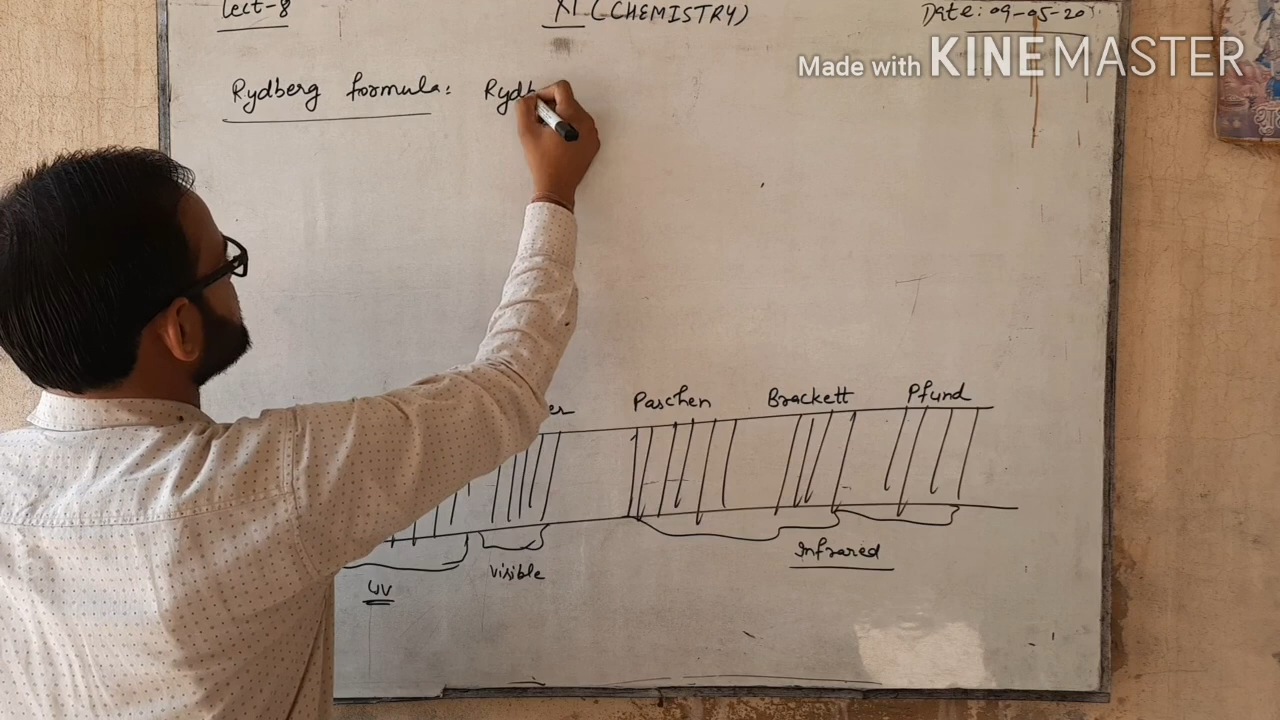 Lect-8
XI (CHEMISTRY)
Date: 09-05-20
Made with KINEMASTER
Rydberg formula: Rydb
Paschen
Brackett
Pfund
UV
visible
Infrared